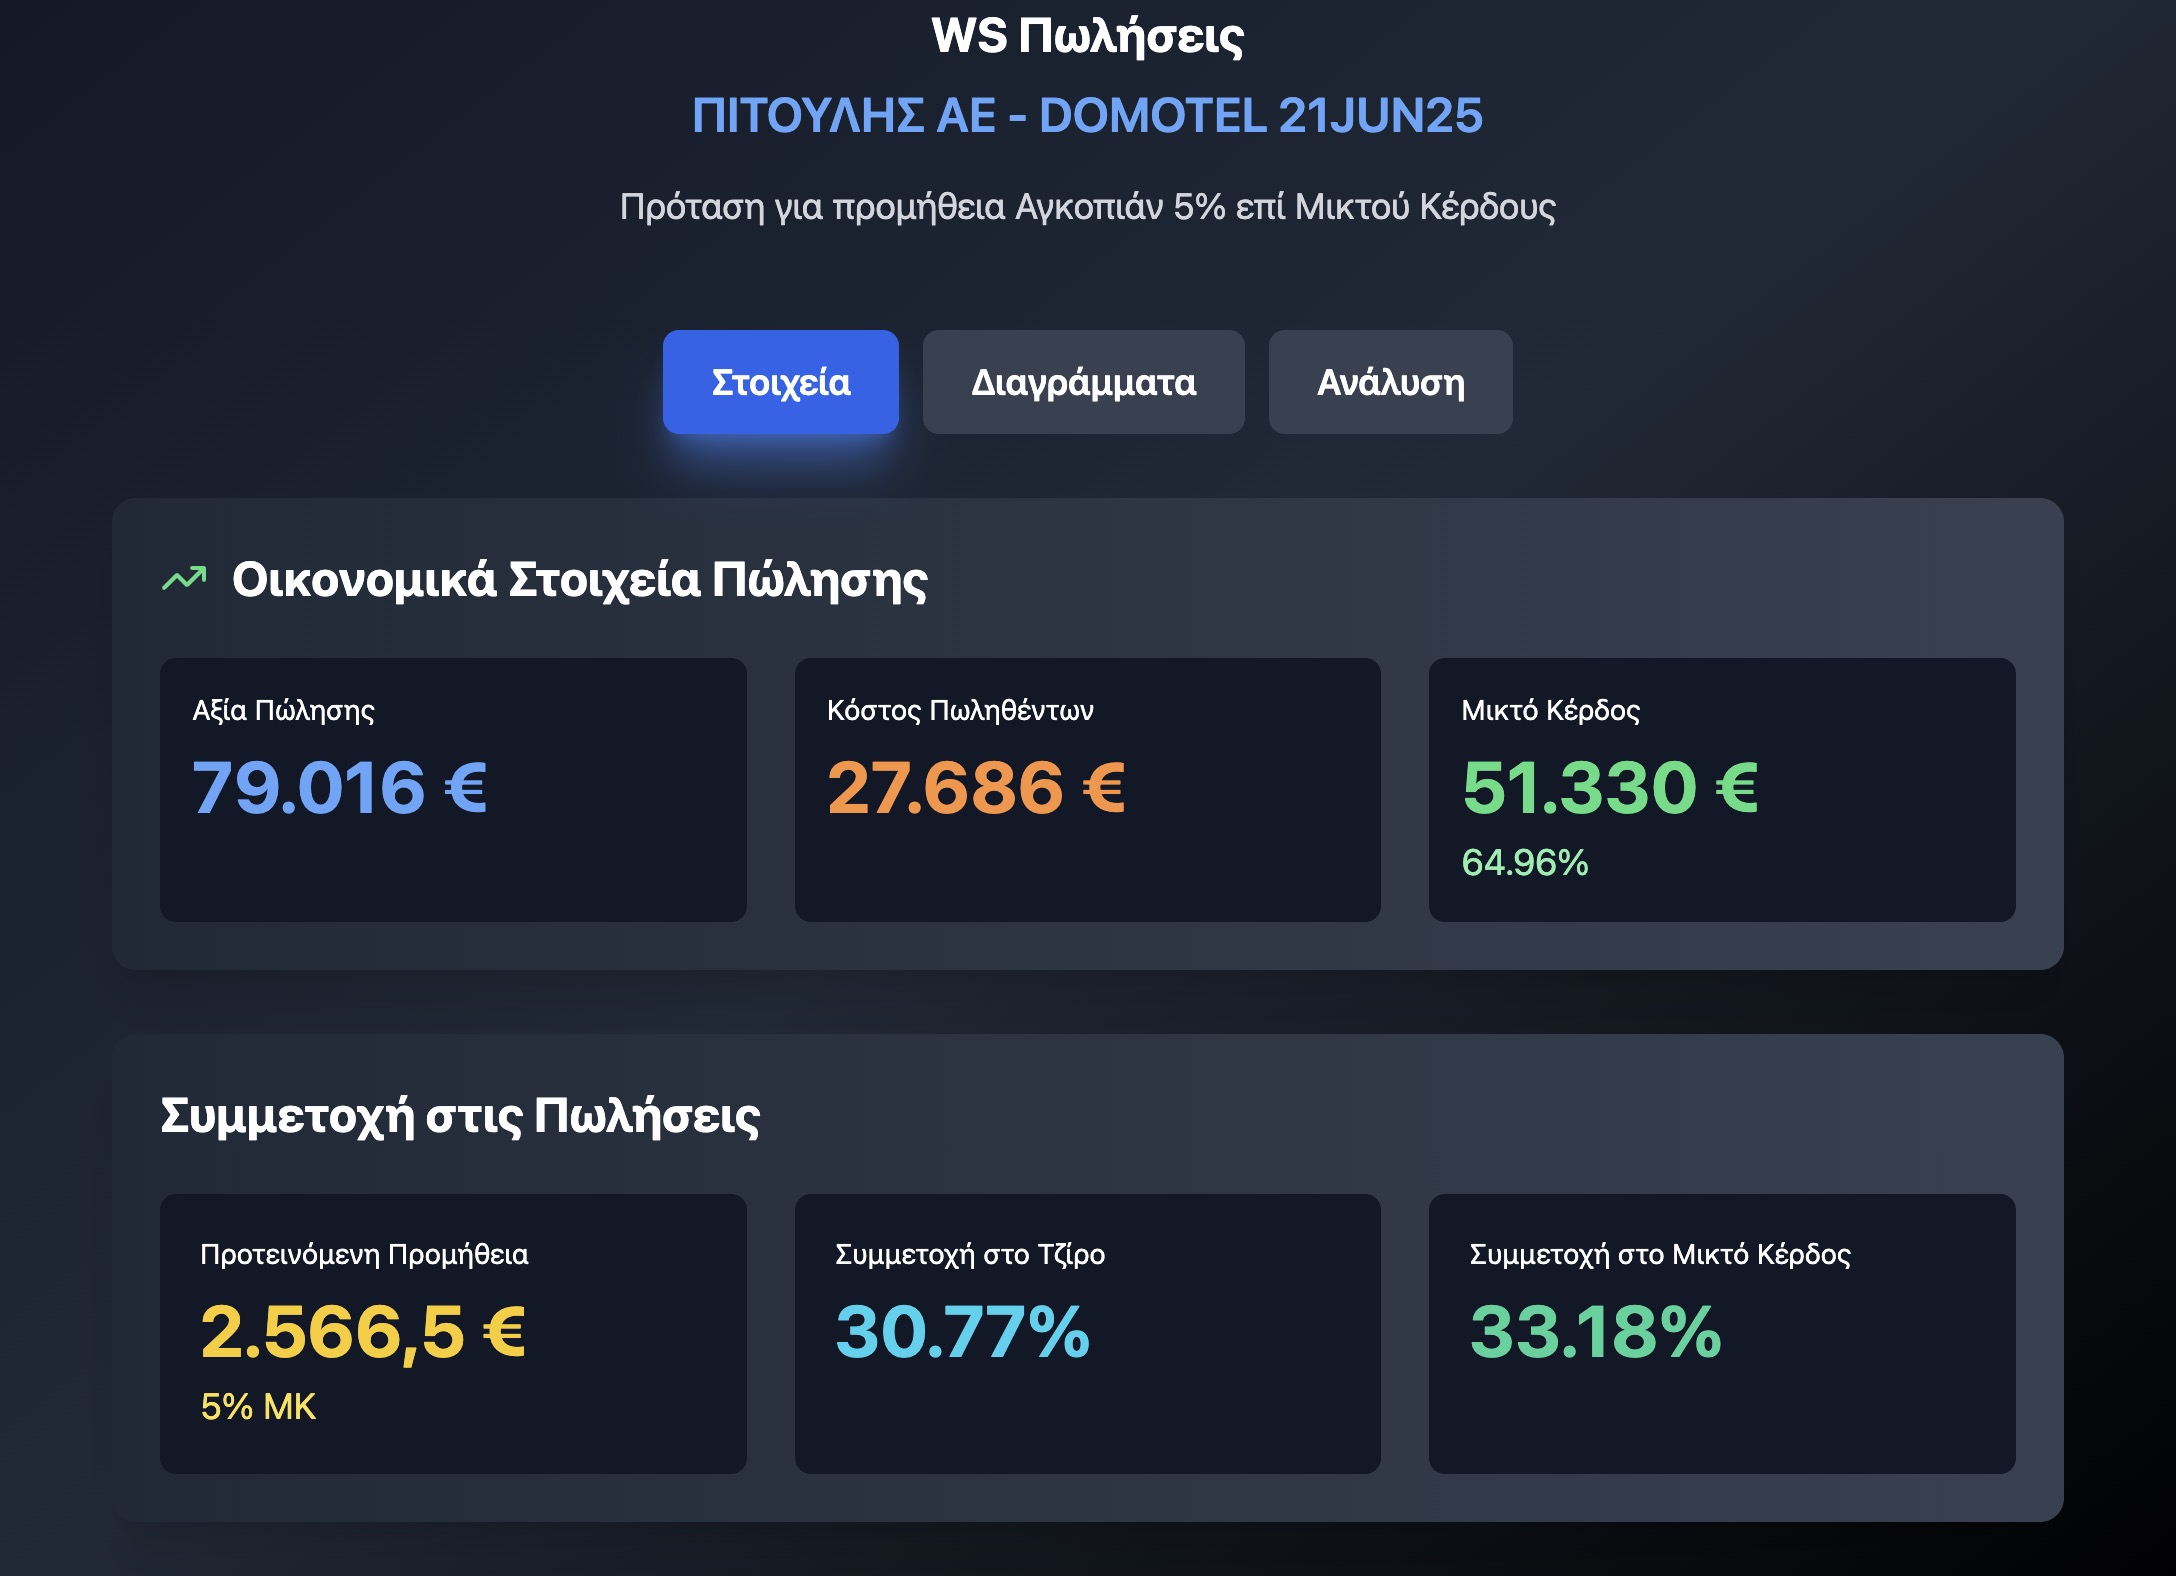 WS Πωλήσεις
ΠΙΤΟΥΛΗΣ ΑΕ - DOMOTEL 21JUN25
Πρόταση για προμήθεια Αγκοπιάν 5% επί Μικτού Κέρδους
Στοιχεία
Διαγράμματα
Ανάλυση
Οικονομικά Στοιχεία Πώλησης
Αξία Πώλησης
79.016 €
Κόστος Πωληθέντων
27.686 €
Μικτό Κέρδος
51.330 €
64.96%
Συμμετοχή στις Πωλήσεις
Προτεινόμενη Προμήθεια
2.566,5 €
5% ΜΚ
Συμμετοχή στο Τζίρο
30.77%
Συμμετοχή στο Μικτό Κέρδος
33.18%